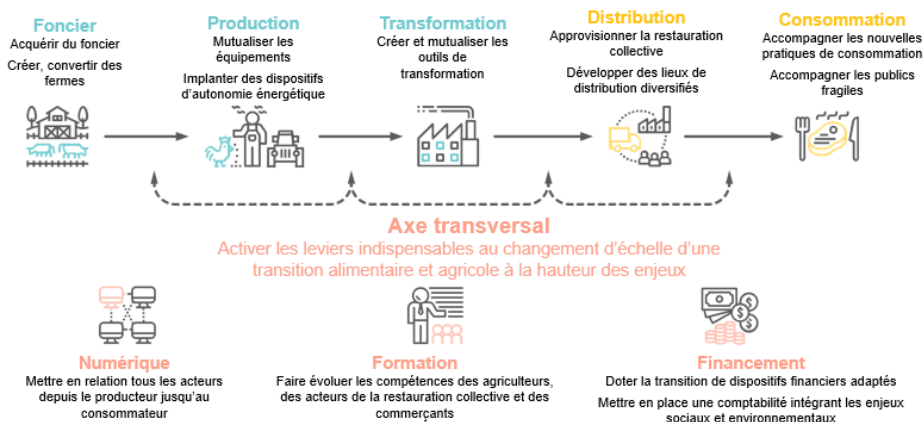 Foncier
Acquérir du foncier
Créer, convertir des
fermes
Production
Mutualiser les
équipements
Implanter des dispositifs
d'autonomie énergétique
Transformation
Créer et mutualiser les
outils de
transformation
Distribution
Approvisionner la restauration
collective
Développer des lieux de
distribution diversifiés
Consommation
Accompagner les nouvelles
pratiques de consommation
Accompagner les publics
fragiles
Axe transversal
Activer les leviers indispensables au changement d'échelle d'une
transition alimentaire et agricole à la hauteur des enjeux
Numérique
Mettre en relation tous les acteurs
depuis le producteur jusqu'au
consommateur
Formation
Faire évoluer les compétences des agriculteurs,
des acteurs de la restauration collective et des
commerçants
Financement
Doter la transition de dispositifs financiers adaptés
Mettre en place une comptabilité intégrant les enjeux
sociaux et environnementaux